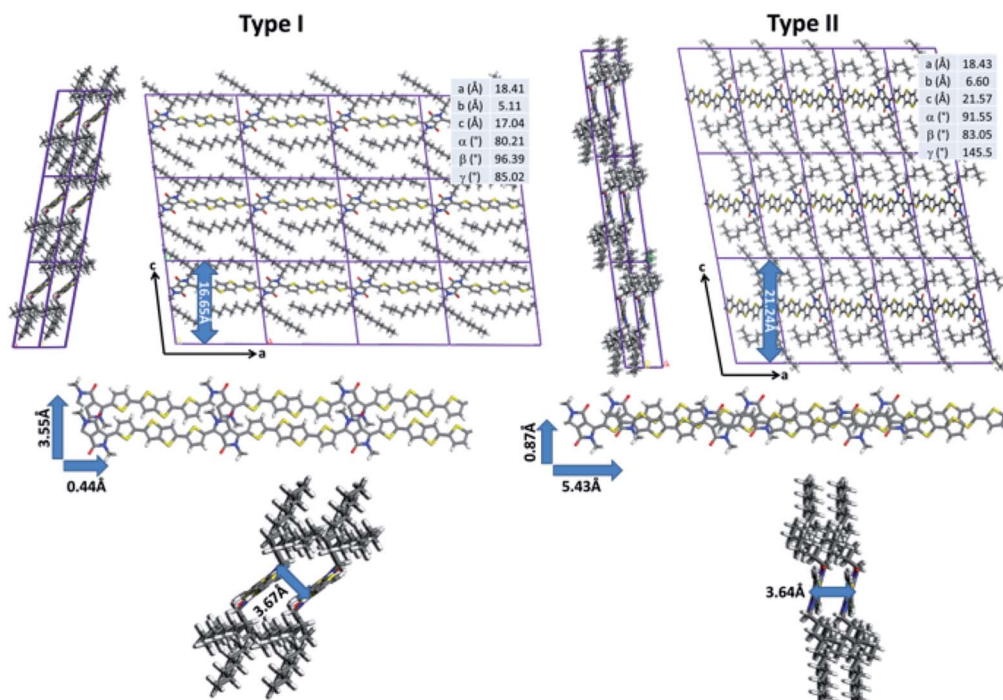 Type I
Type II
a (Å) 18.41
b (Å) 5.11
c (Å) 17.04
α (°) 80.21
β (°) 96.39
γ (°) 85.02
a (Å) 18.43
b (Å) 6.60
c (Å) 21.57
α (°) 91.55
β (°) 83.05
γ (°) 145.5
c
16.65Å
a
c
21.24Å
a
3.55Å
0.44Å
0.87Å
5.43Å
3.67Å
3.64Å